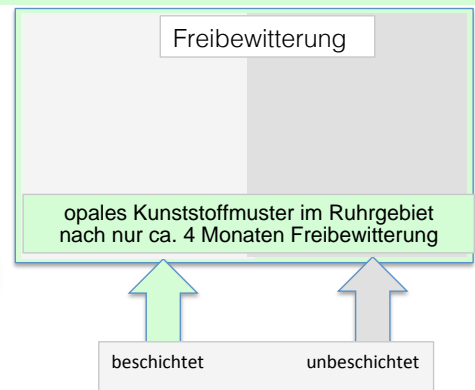 Freibewitterung
opales Kunststoffmuster im Ruhrgebiet
nach nur ca. 4 Monaten Freibewitterung
beschichtet unbeschichtet